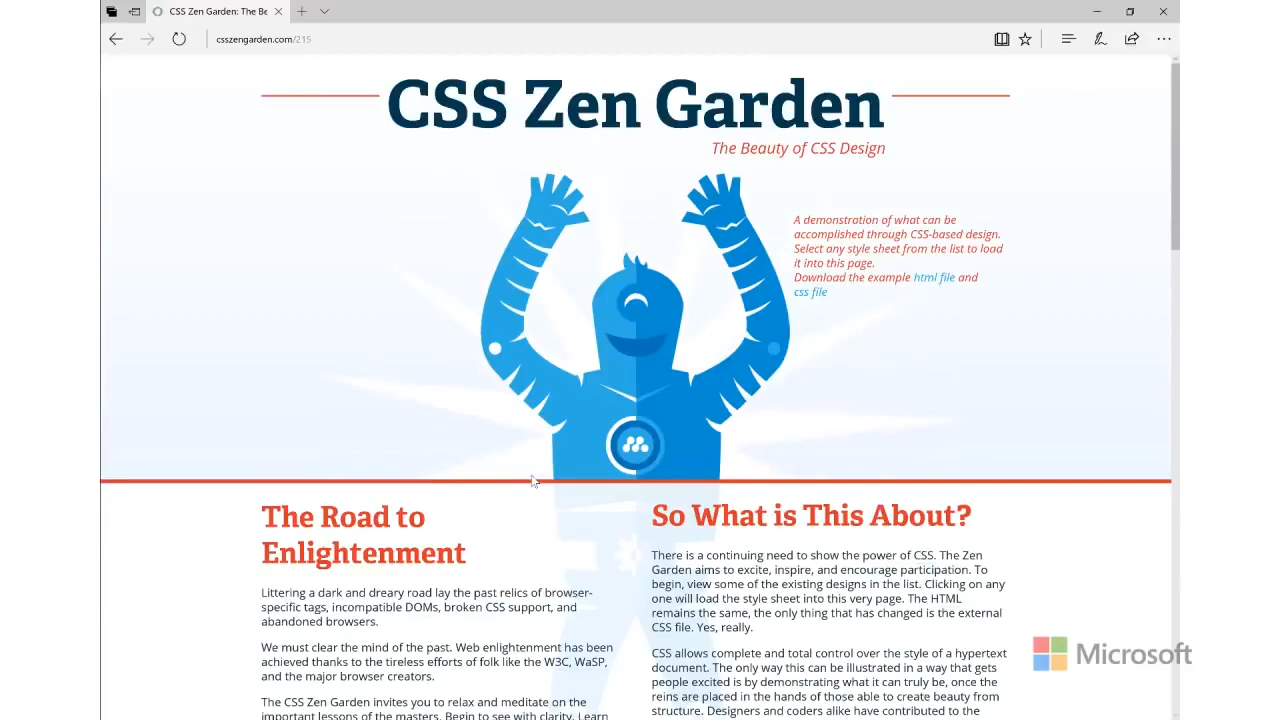 CSS Zen Garden: The Be
csszengarden.com/215
CSS Zen Garden
The Beauty of CSS Design
A demonstration of what can be
accomplished through CSS-based design.
Select any style sheet from the list to load
it into this page.
Download the example html file and
css file
The Road to
Enlightenment
Littering a dark and dreary road lay the past relics of browser-
specific tags, incompatible DOMs, broken CSS support, and
abandoned browsers.
We must clear the mind of the past. Web enlightenment has been
achieved thanks to the tireless efforts of folk like the W3C, WaSP,
and the major browser creators.
The CSS Zen Garden invites you to relax and meditate on the
important lessons of the masters. Begin to see with clarity. Learn
So What is This About?
There is a continuing need to show the power of CSS. The Zen
Garden aims to excite, inspire, and encourage participation. To
begin, view some of the existing designs in the list. Clicking on any
one will load the style sheet into this very page. The HTML
remains the same, the only thing that has changed is the external
CSS file. Yes, really.
CSS allows complete and total control over the style of a hypertext
document. The only way this can be illustrated in a way that gets
people excited is by demonstrating what it can truly be, once the
reins are placed in the hands of those able to create beauty from
structure. Designers and coders alike have contributed to the
Microsoft